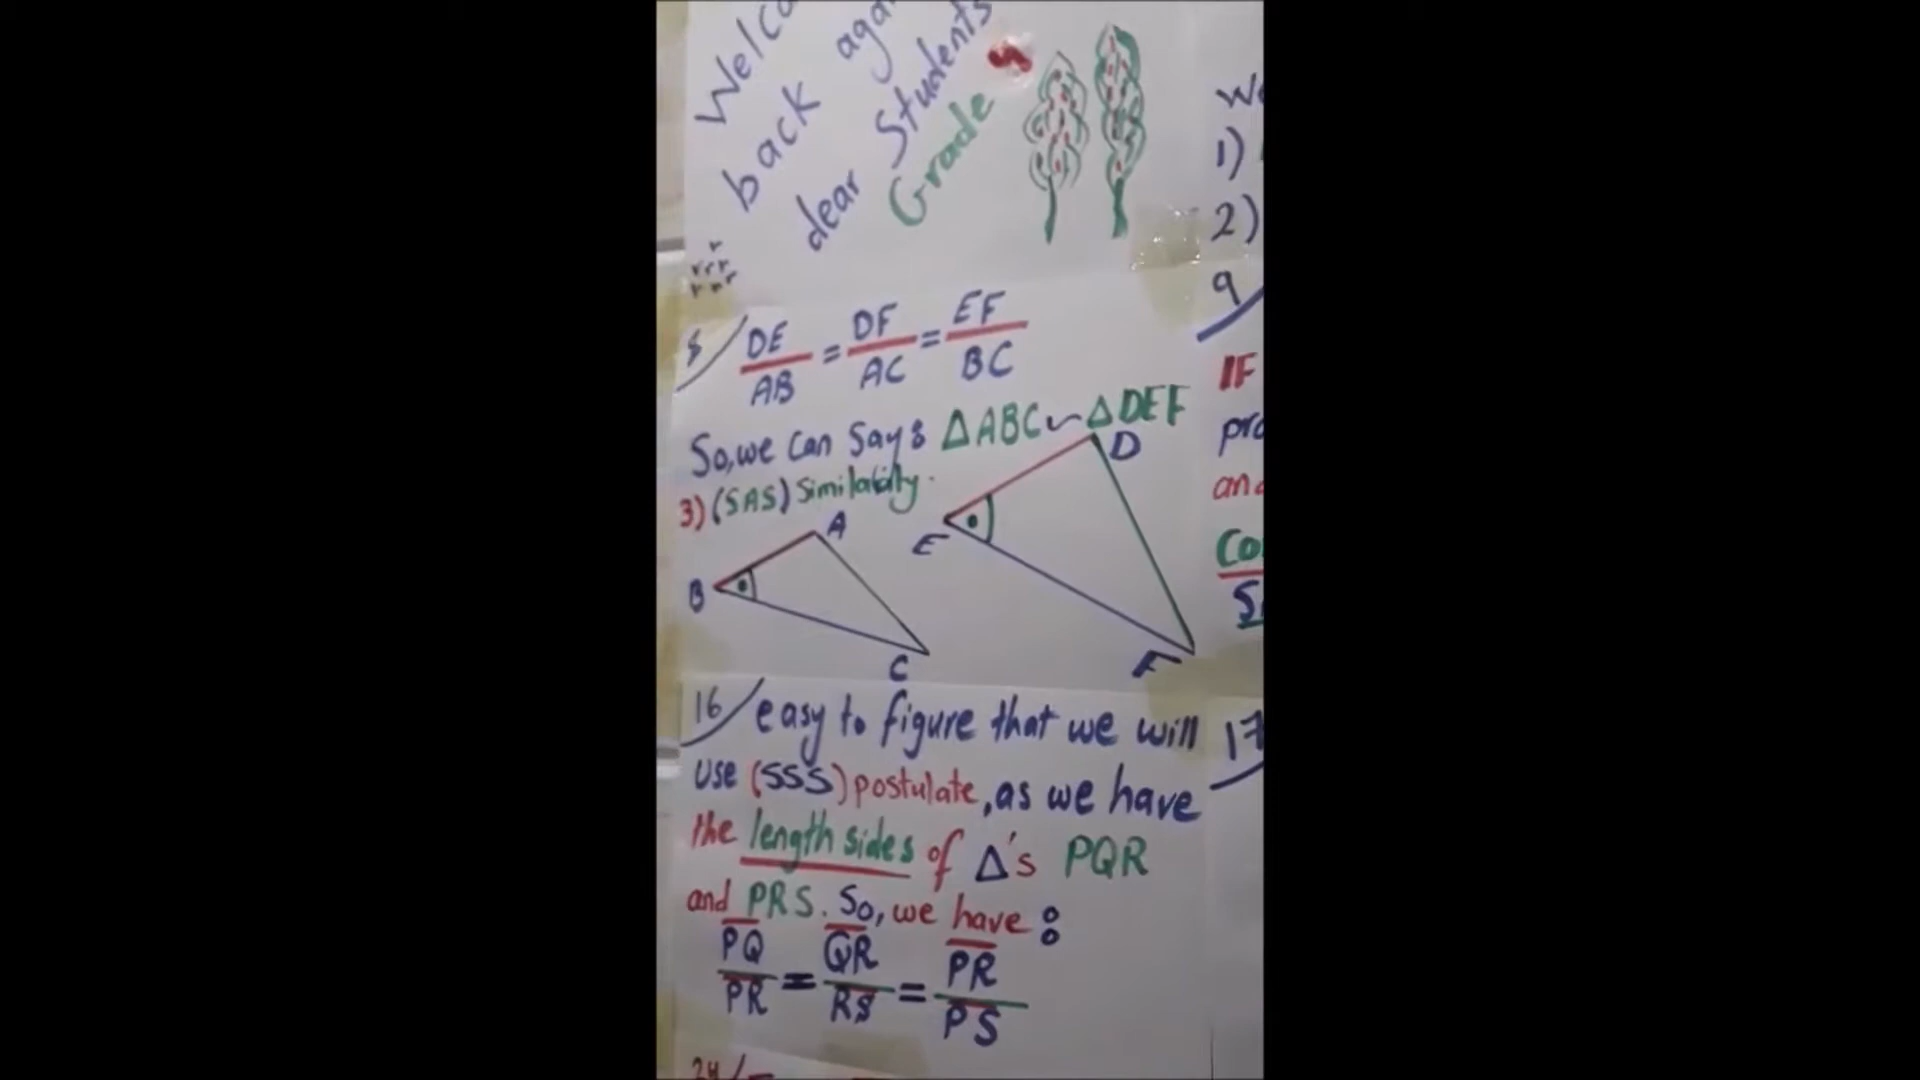 back
dear Students
Grade
DE/AB = DF/AC = EF/BC
So, we can say: ΔABC ~ ΔDEF
3) (SAS) Similarity.
A
B
C
D
E
F
16/ easy to figure that we will
use (SSS) postulate, as we have
the length sides of Δ's PQR
and PRS. So, we have:
PQ/PR = QR/RS = PR/PS
1)
2)
9
IF
17